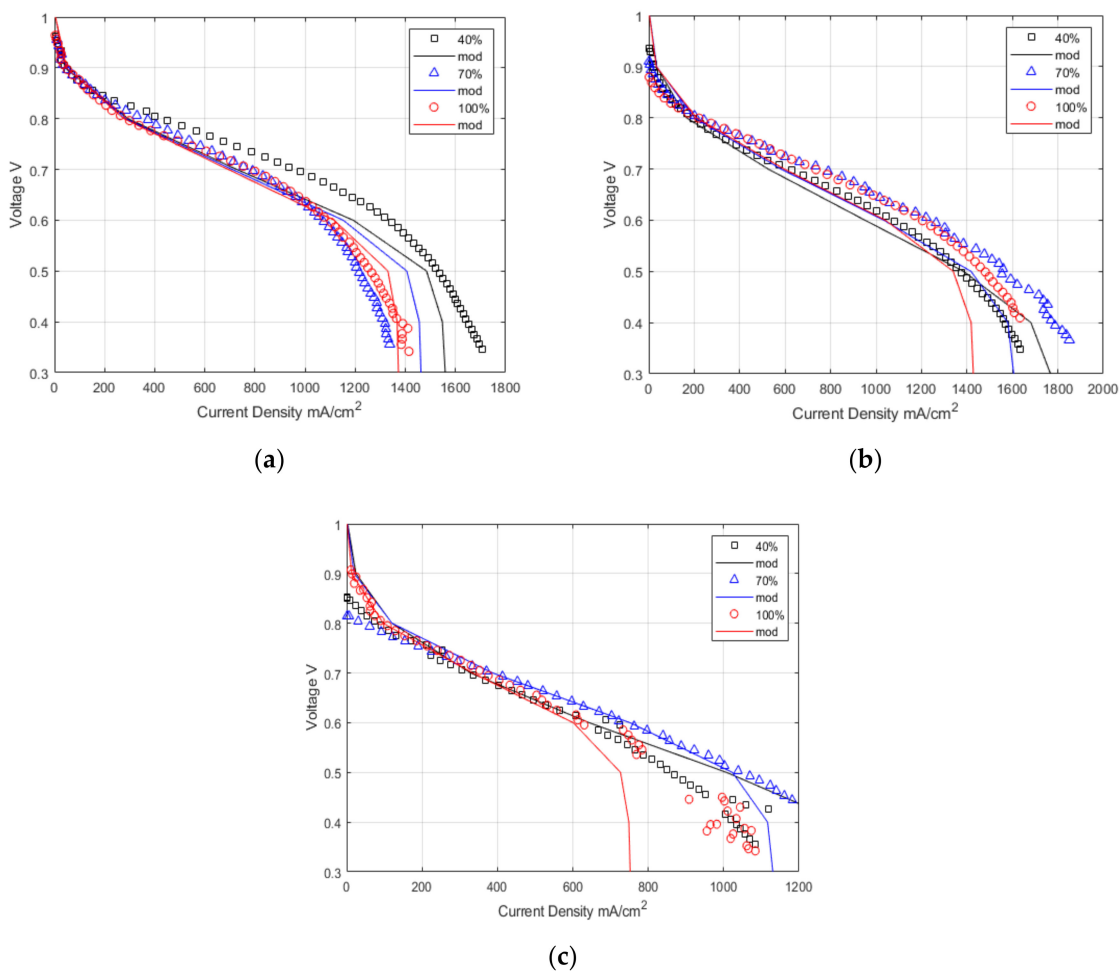 1
0.9
0.8
0.7
0.6
0.5
0.4
0.3
Voltage V
0 200 400 600 800 1000 1200 1400 1600 1800
Current Density mA/cm²
40%
mod
70%
mod
100%
mod
(a)
1
0.9
0.8
0.7
0.6
0.5
0.4
0.3
Voltage V
0 200 400 600 800 1000 1200 1400 1600 1800 2000
Current Density mA/cm²
40%
mod
70%
mod
100%
mod
(b)
1
0.9
0.8
0.7
0.6
0.5
0.4
0.3
Voltage V
0 200 400 600 800 1000 1200
Current Density mA/cm²
40%
mod
70%
mod
100%
mod
(c)